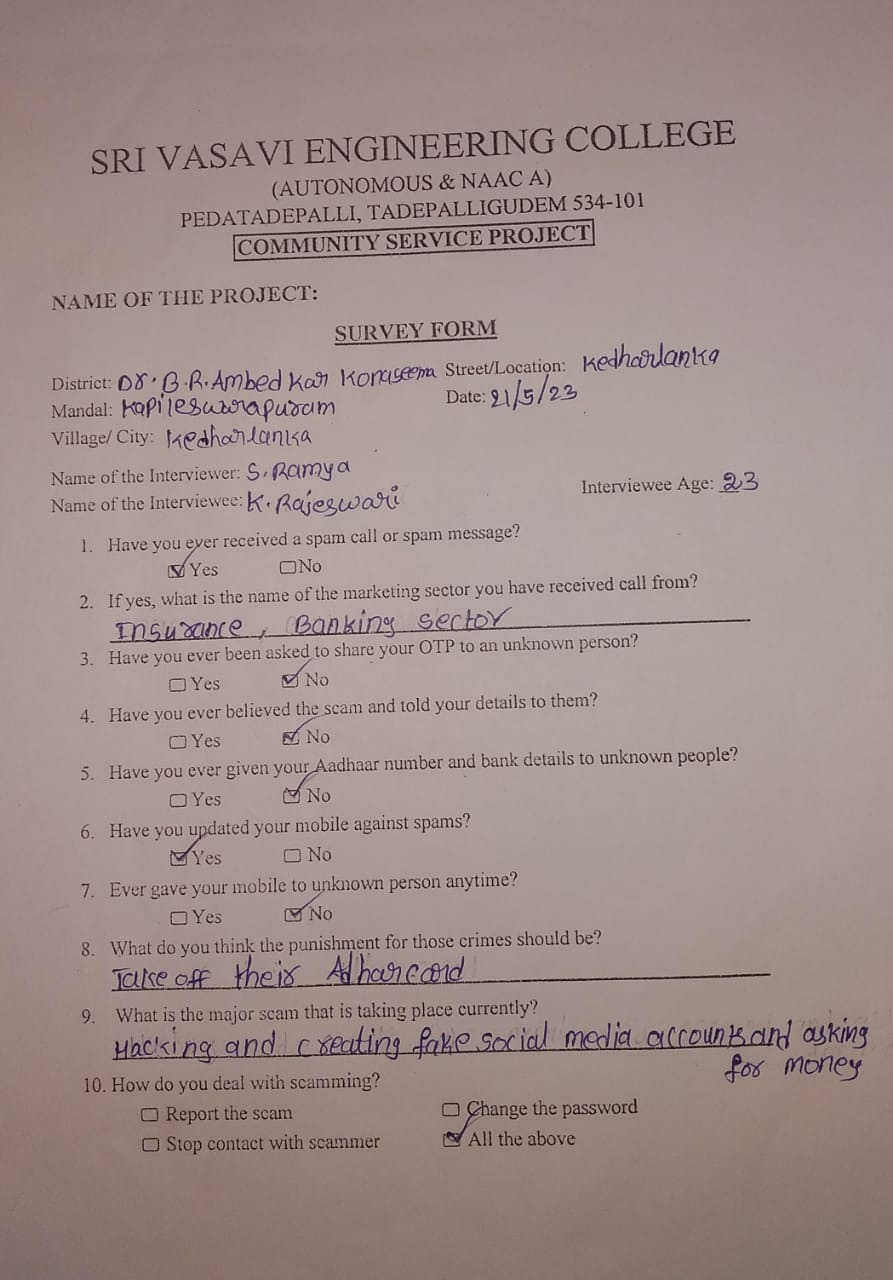 SRI VASAVI ENGINEERING COLLEGE
(AUTONOMOUS & NAAC A)
PEDATADEPALLI, TADEPALLIGUDEM 534-101
COMMUNITY SERVICE PROJECT
NAME OF THE PROJECT:
SURVEY FORM
District: Dr. B.R. Ambedkar Konaseema Street/Location: Kedharlanka
Mandal: Kapileswarapuram Date: 21/5/23
Village/ City: Kedharlanka
Name of the Interviewer: S. Ramya
Name of the Interviewee: K. Rajeswari Interviewee Age: 23
1. Have you ever received a spam call or spam message?
☑ Yes ☐ No
2. If yes, what is the name of the marketing sector you have received call from?
Insurance, Banking sector
3. Have you ever been asked to share your OTP to an unknown person?
☐ Yes ☑ No
4. Have you ever believed the scam and told your details to them?
☐ Yes ☑ No
5. Have you ever given your Aadhaar number and bank details to unknown people?
☐ Yes ☑ No
6. Have you updated your mobile against spams?
☑ Yes ☐ No
7. Ever gave your mobile to unknown person anytime?
☐ Yes ☑ No
8. What do you think the punishment for those crimes should be?
Take off their Adharcard
9. What is the major scam that is taking place currently?
Hacking and creating fake social media accounts and asking
for money
10. How do you deal with scamming?
☐ Report the scam ☐ Change the password
☐ Stop contact with scammer ☑ All the above